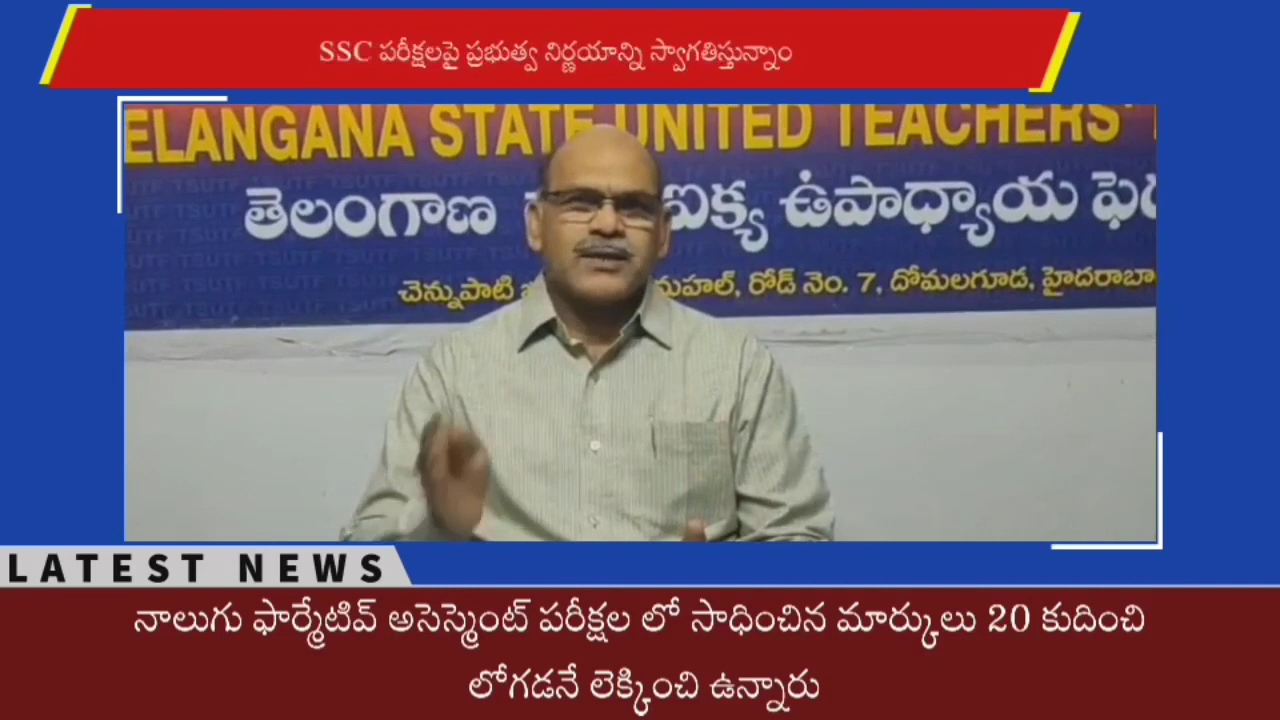 SSC పరీక్షలపై ప్రభుత్వ నిర్ణయాన్ని స్వాగతిస్తున్నాం
ELANGANA STATE UNITED TEACHERS'
తెలంగాణ ఐక్య ఉపాధ్యాయ ఫెడ
చెన్నుపాటి మహల్, రోడ్ నెం. 7, దోమలగూడ, హైదరాబా
LATEST NEWS
నాలుగు ఫార్మేటివ్ అసెస్మెంట్ పరీక్షల లో సాధించిన మార్కులు 20 కుదించి
లోగడనే లెక్కించి ఉన్నారు